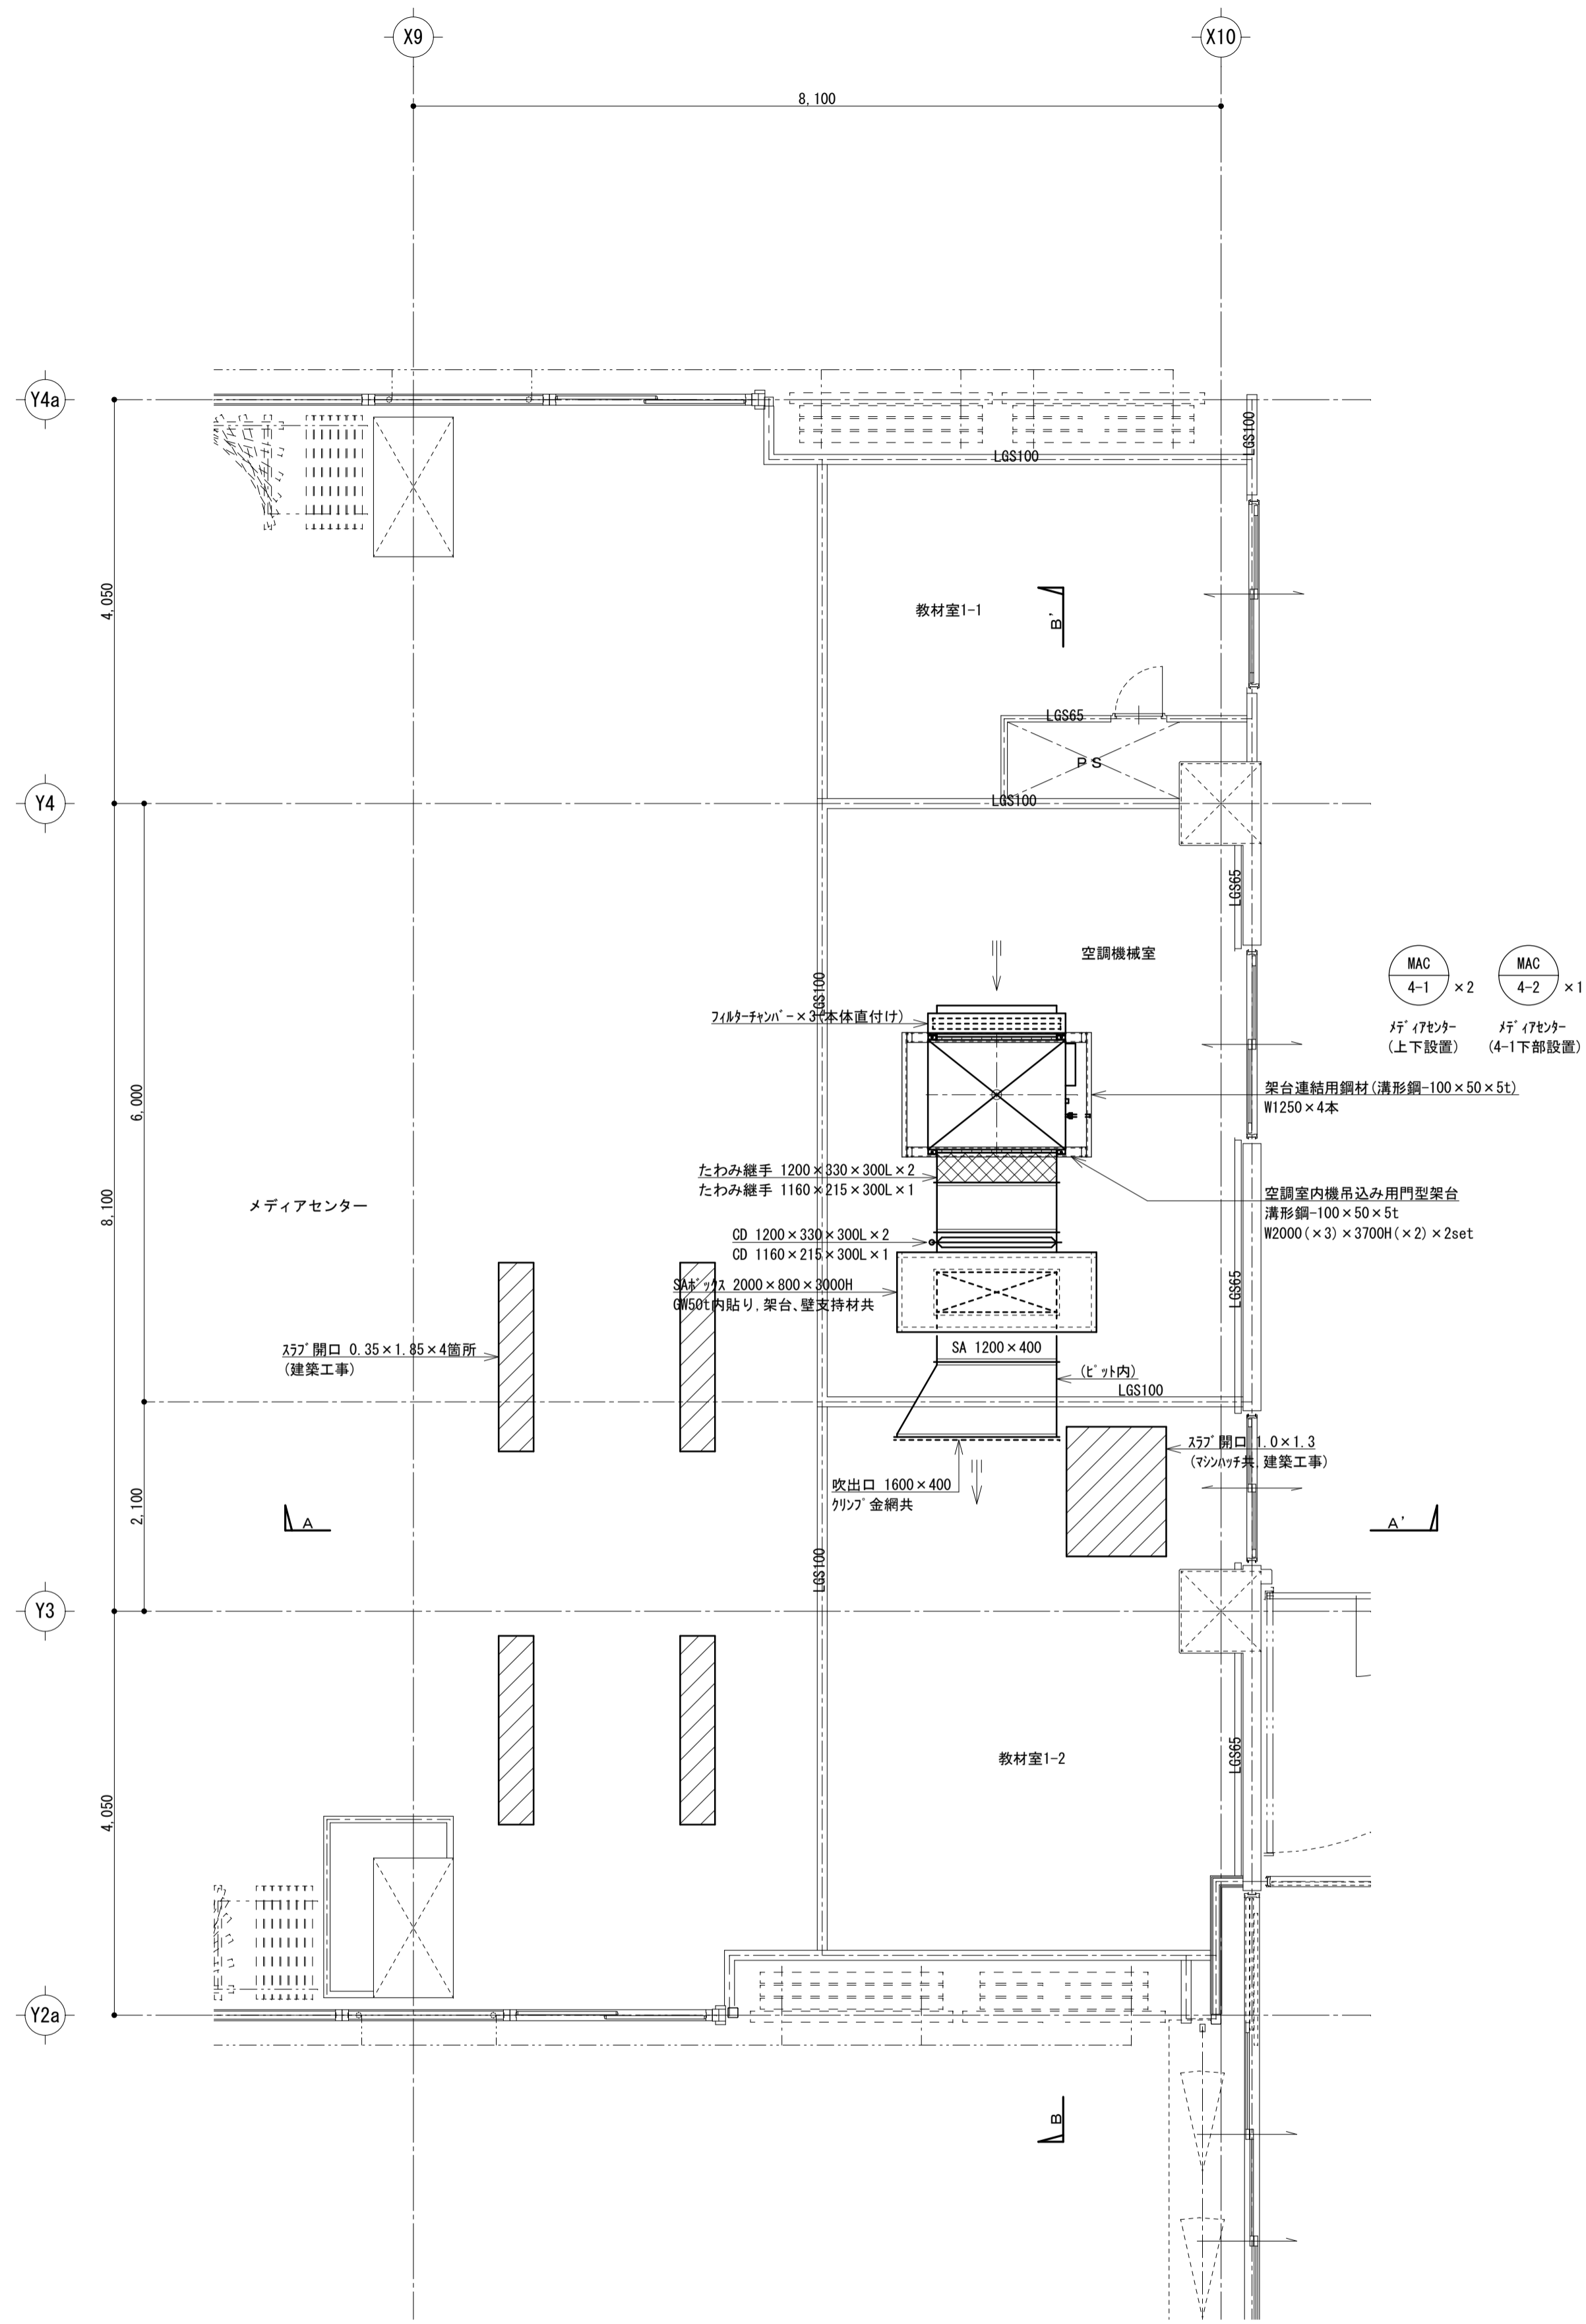 X9
X10
8,100
Y4a
LGS100
LGS100
4,050
教材室1-1
B'
LGS65
PS
Y4
LGS100
LGS65
空調機械室
LGS100
MAC
4-1
×2
MAC
4-2
×1
メディアセンター
(上下設置)
メディアセンター
(4-1下部設置)
フィルターチャンバー×3(本体直付け)
架台連結用鋼材(溝形鋼-100×50×5t)
W1250×4本
6,000
たわみ継手 1200×330×300L×2
たわみ継手 1160×215×300L×1
空調室内機吊込み用門型架台
溝形鋼-100×50×5t
W2000(×3)×3700H(×2)×2set
8,100
メディアセンター
CD 1200×330×300L×2
CD 1160×215×300L×1
SAボックス 2000×800×3000H
GW50t内貼り,架台、壁支持材共
LGS65
スラブ開口 0.35×1.85×4箇所
(建築工事)
SA 1200×400
(ピット内)
LGS100
スラブ開口 1.0×1.3
(マシンハッチ共,建築工事)
吹出口 1600×400
クリンプ金網共
2,100
A
A'
LGS100
Y3
教材室1-2
LGS65
4,050
Y2a
B